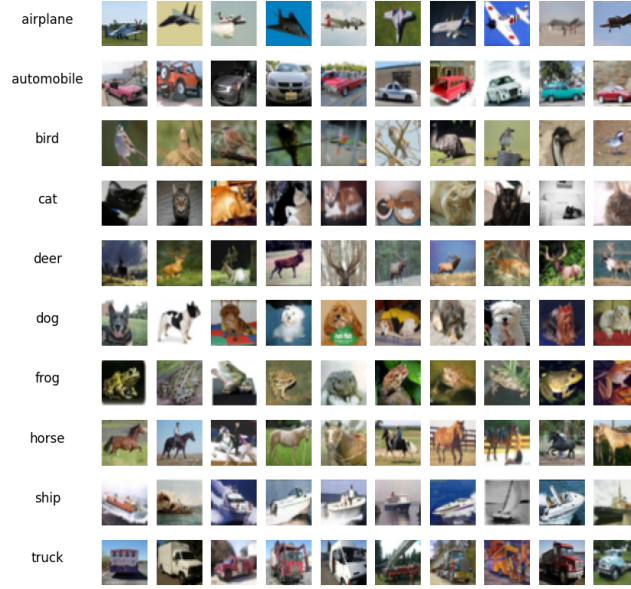 airplane
automobile
bird
cat
deer
dog
frog
horse
ship
truck